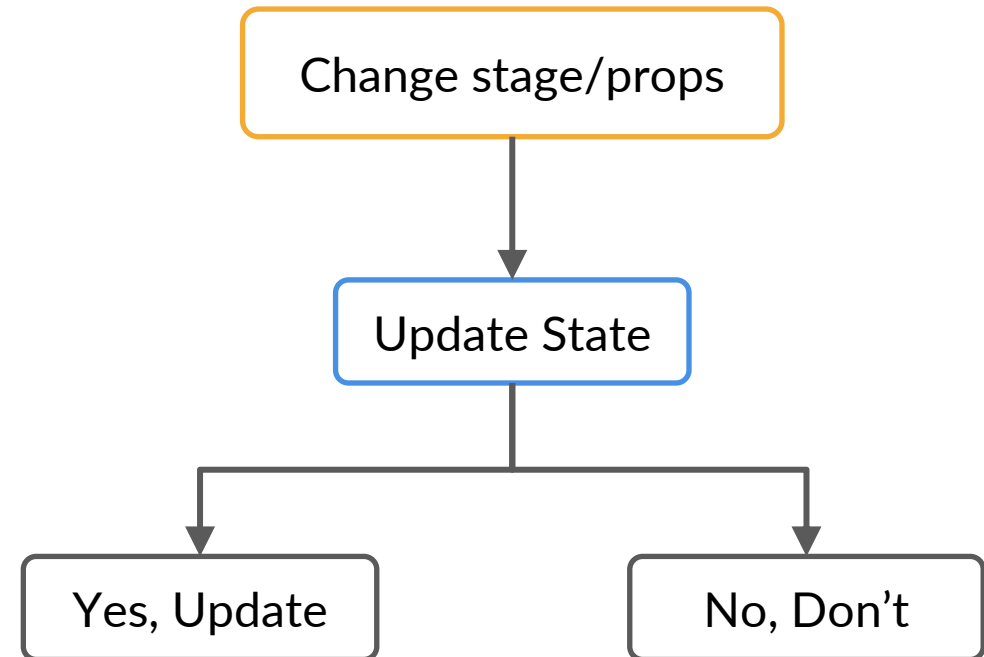 Change stage/props
Update State
Yes, Update
No, Don’t